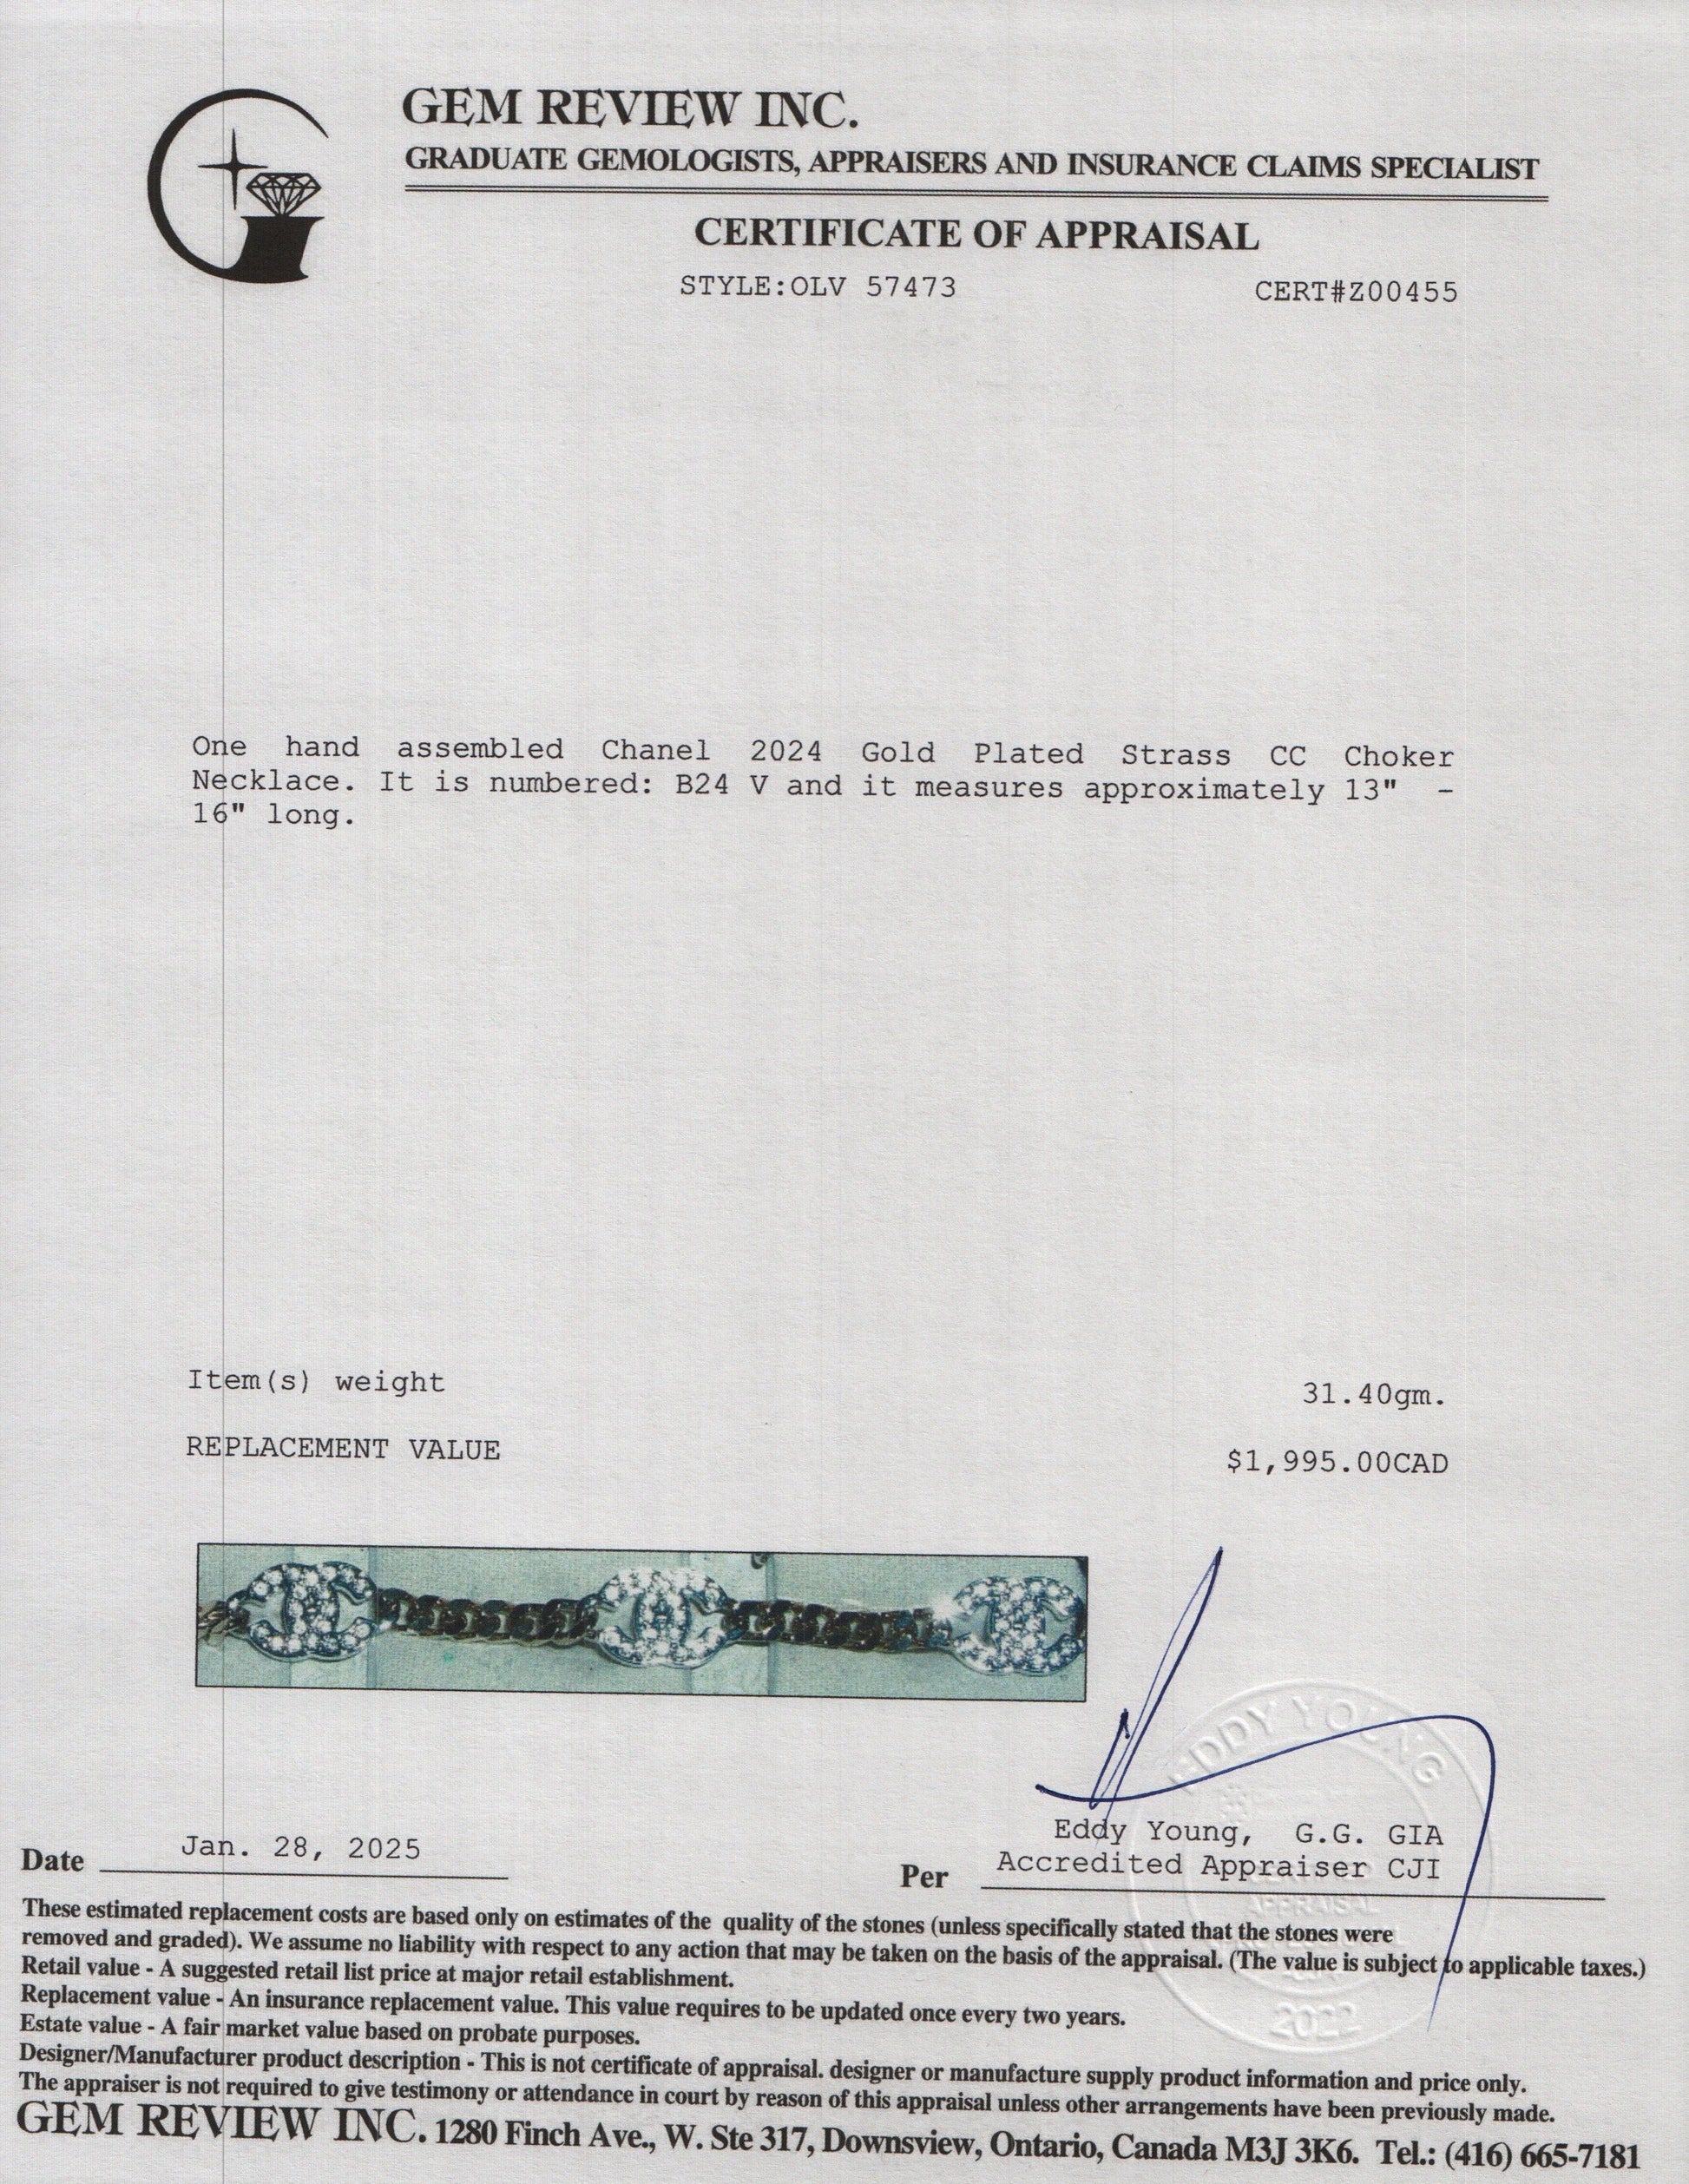 GEM REVIEW INC.
GRADUATE GEMOLOGISTS, APPRAISERS AND INSURANCE CLAIMS SPECIALIST
CERTIFICATE OF APPRAISAL
STYLE:OLV 57473 CERT#Z00455
One hand assembled Chanel 2024 Gold Plated Strass CC Choker
Necklace. It is numbered: B24 V and it measures approximately 13" -
16" long.
Item(s) weight 31.40gm.
REPLACEMENT VALUE $1,995.00CAD
EDDY YOUNG
Eddy Young, G.G. GIA
Date Jan. 28, 2025
Per Accredited Appraiser CJI
APPRAISAL
2022
These estimated replacement costs are based only on estimates of the quality of the stones (unless specifically stated that the stones were
removed and graded). We assume no liability with respect to any action that may be taken on the basis of the appraisal. (The value is subject to applicable taxes.)
Retail value - A suggested retail list price at major retail establishment.
Replacement value - An insurance replacement value. This value requires to be updated once every two years.
Estate value - A fair market value based on probate purposes.
Designer/Manufacturer product description - This is not certificate of appraisal. designer or manufacture supply product information and price only.
The appraiser is not required to give testimony or attendance in court by reason of this appraisal unless other arrangements have been previously made.
GEM REVIEW INC. 1280 Finch Ave., W. Ste 317, Downsview, Ontario, Canada M3J 3K6. Tel.: (416) 665-7181